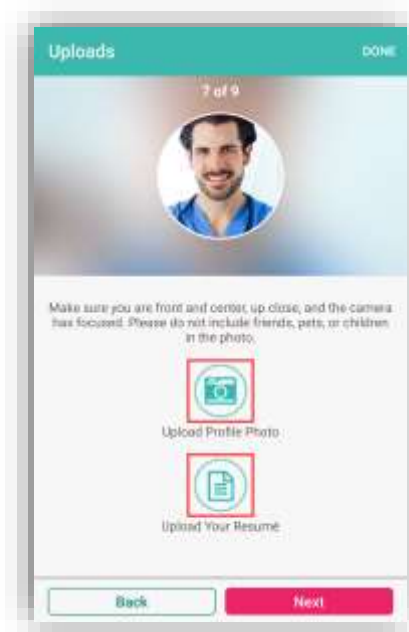 Uploads
DONE
7 of 9
Make sure you are front and center, up close, and the camera
has focused. Please do not include friends, pets, or children
in the photo.
Upload Profile Photo
Upload Your Resume
Back
Next